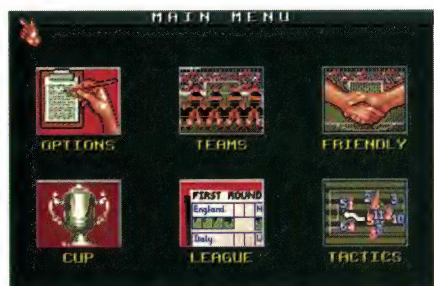 MAIN MENU
OPTIONS TEAMS FRIENDLY
FIRST ROUND
England
Italy
CUP LEAGUE TACTICS